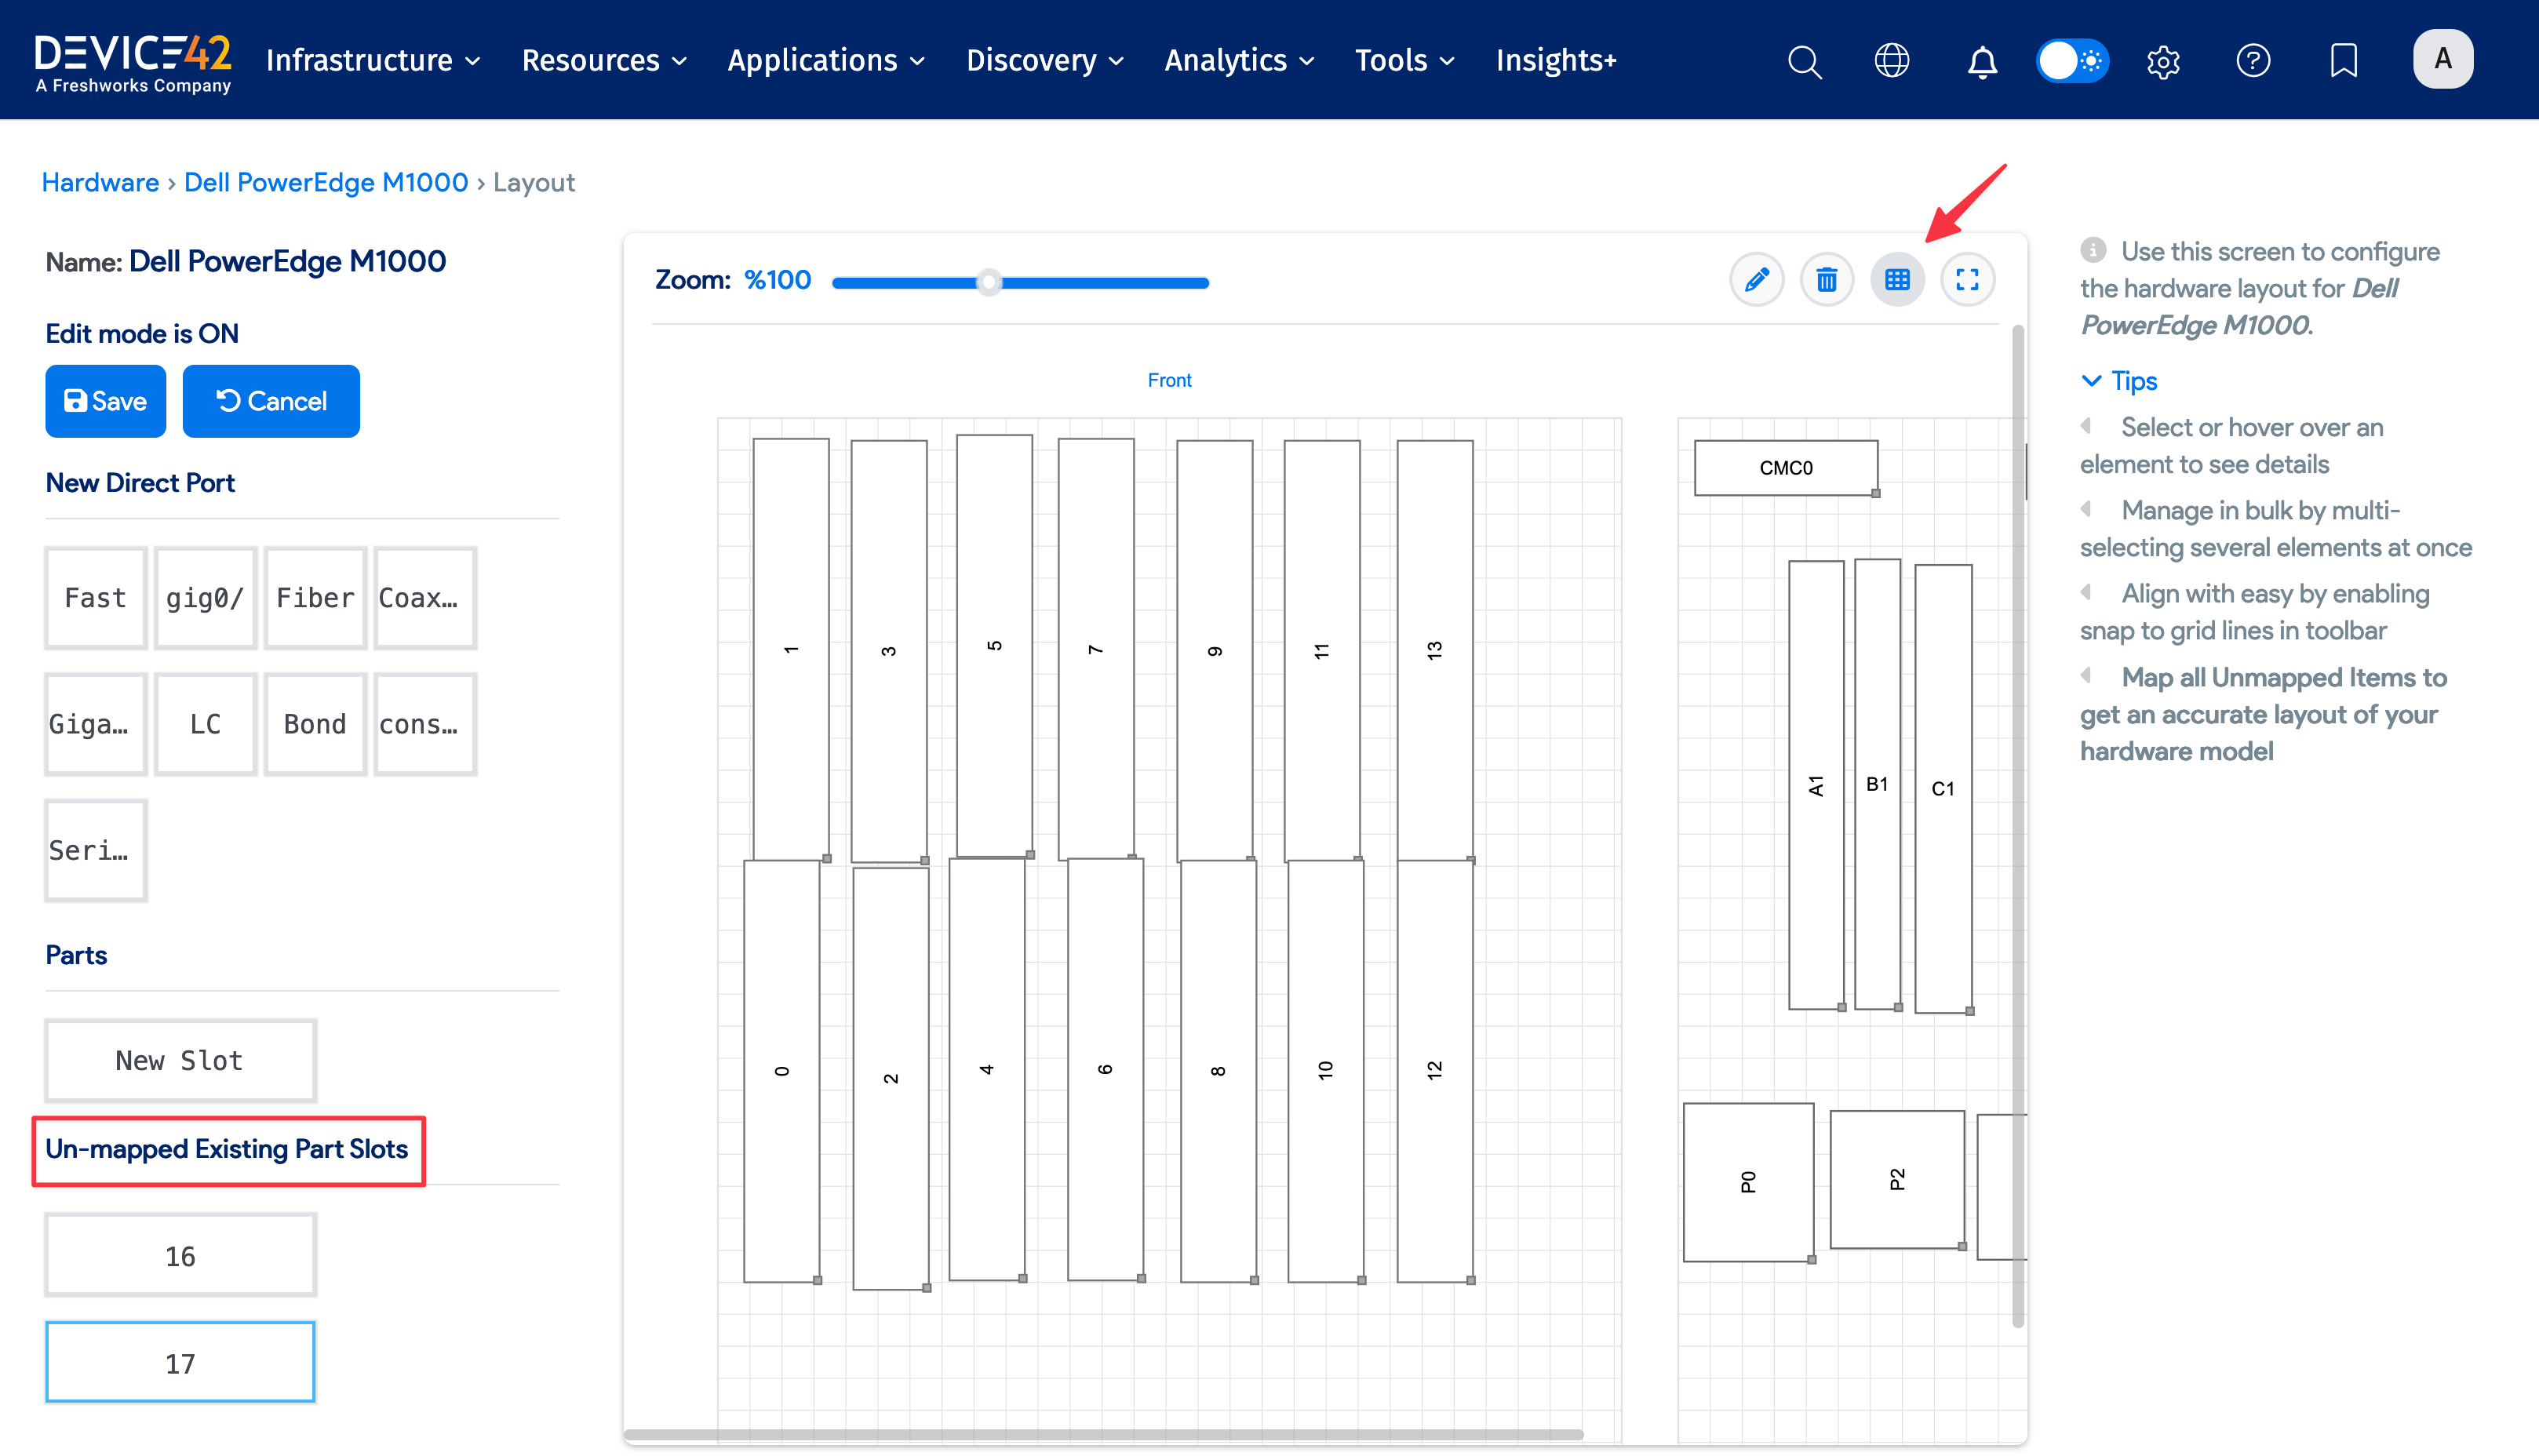 DEVICE42
A Freshworks Company
Infrastructure
Resources
Applications
Discovery
Analytics
Tools
Insights+
A
Hardware › Dell PowerEdge M1000 › Layout
Name: Dell PowerEdge M1000
Edit mode is ON
Save
Cancel
New Direct Port
Fast
gig0/
Fiber
Coax...
Giga...
LC
Bond
cons...
Seri...
Parts
New Slot
Un-mapped Existing Part Slots
16
17
Zoom: %100
Front
1
3
5
7
9
11
13
0
2
4
6
8
10
12
CMC0
A1
B1
C1
P0
P2
Use this screen to configure
the hardware layout for Dell
PowerEdge M1000.
Tips
Select or hover over an
element to see details
Manage in bulk by multi-
selecting several elements at once
Align with easy by enabling
snap to grid lines in toolbar
Map all Unmapped Items to
get an accurate layout of your
hardware model